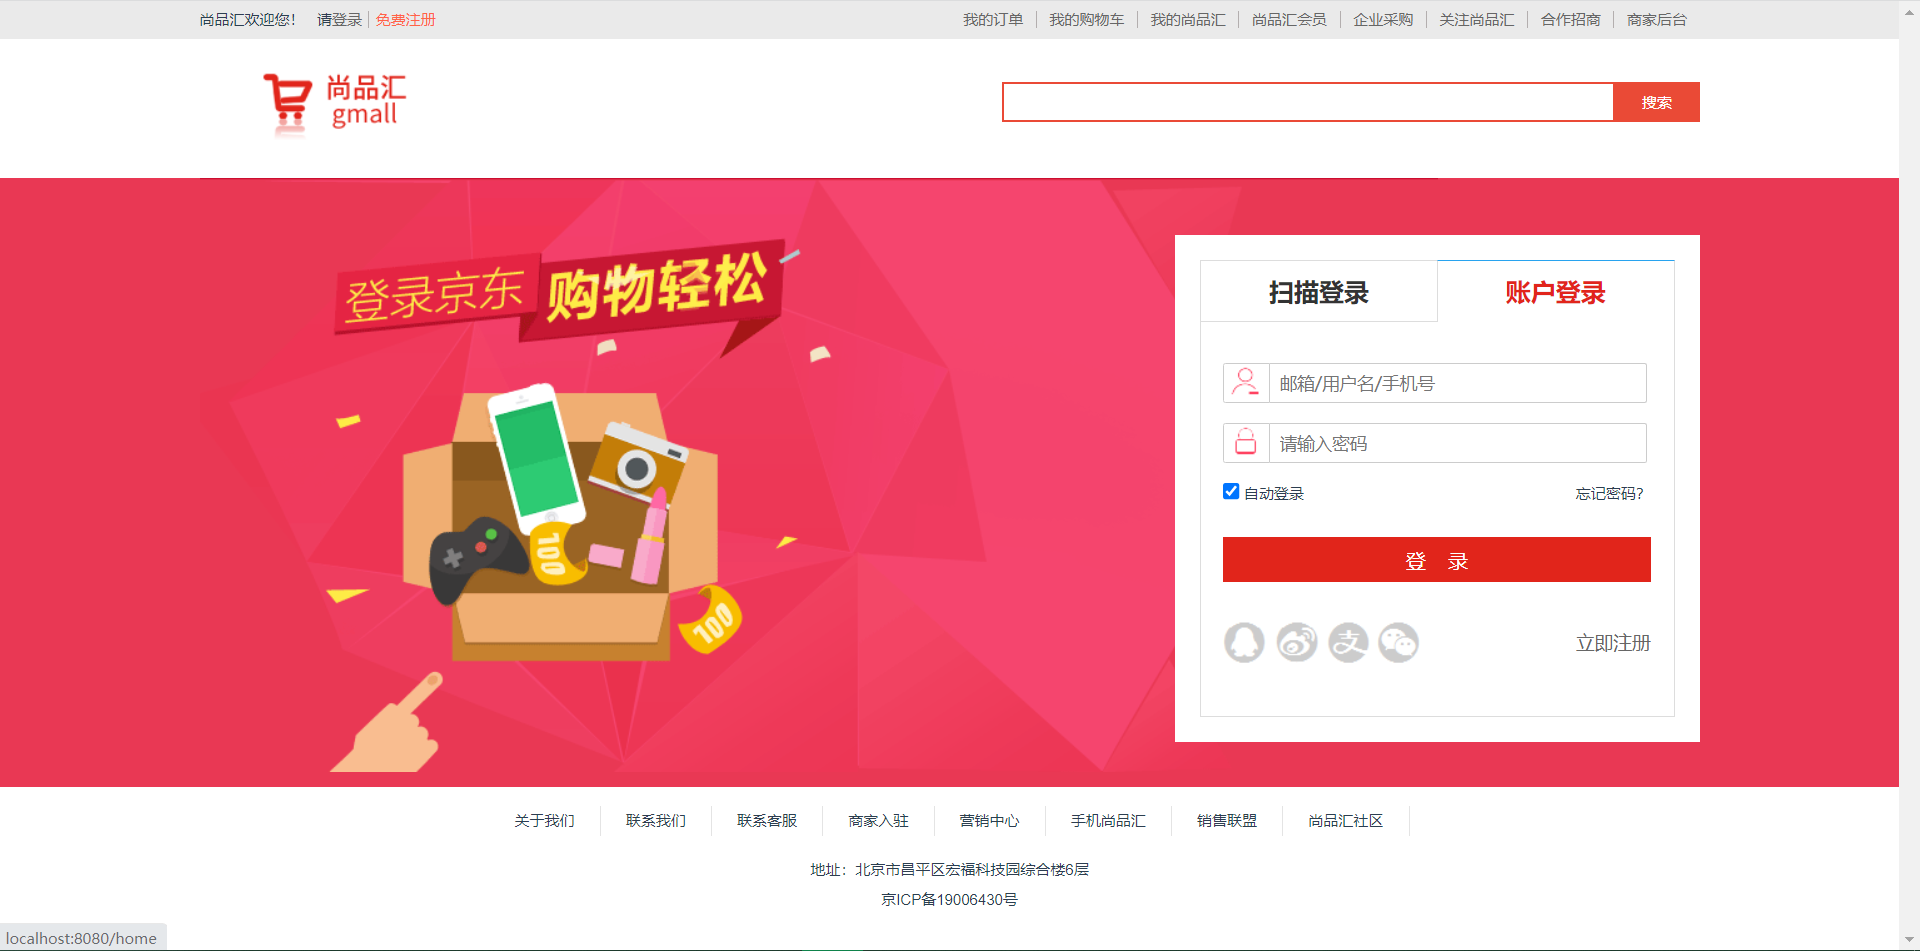 尚品汇欢迎您! 请登录 免费注册 我的订单 我的购物车 我的尚品汇 尚品汇会员 企业采购 关注尚品汇 合作招商 商家后台
尚品汇
gmall
搜索
登录京东 购物轻松
扫描登录 账户登录
邮箱/用户名/手机号
请输入密码
自动登录 忘记密码?
登 录
100
100
支
立即注册
关于我们 联系我们 联系客服 商家入驻 营销中心 手机尚品汇 销售联盟 尚品汇社区
地址：北京市昌平区宏福科技园综合楼6层
京ICP备19006430号
localhost:8080/home